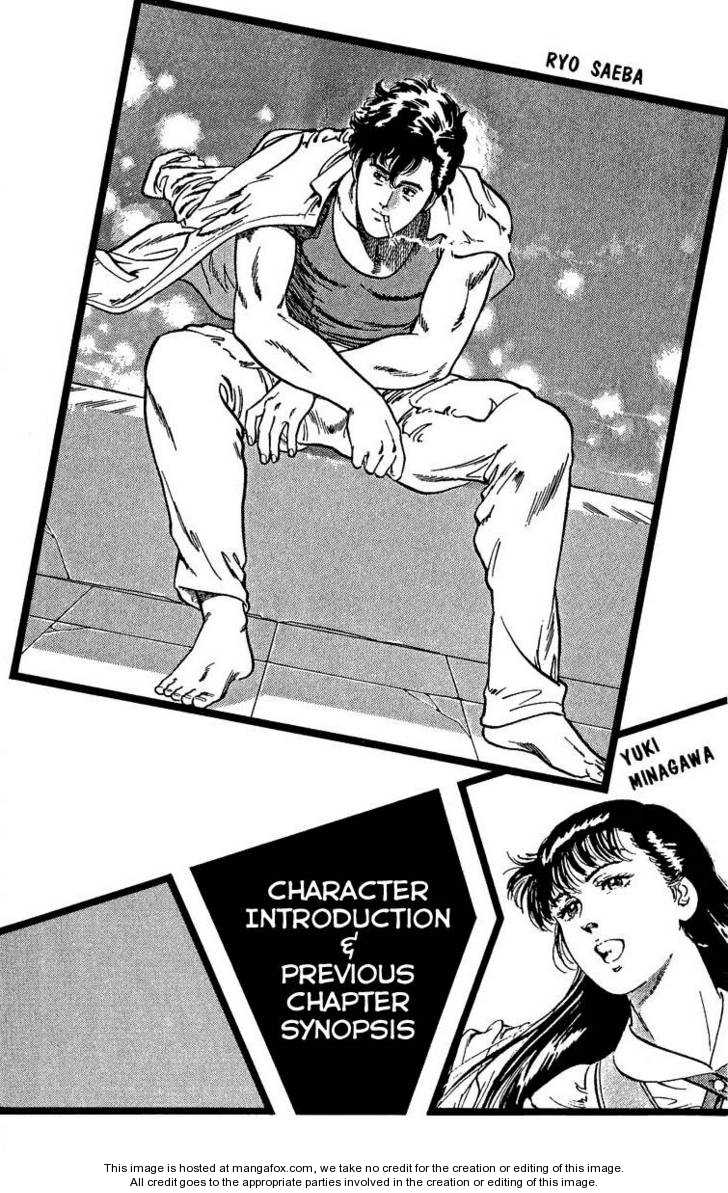 RYO SAEBA
YUKI
MINAGAWA
CHARACTER
INTRODUCTION
&
PREVIOUS
CHAPTER
SYNOPSIS
This image is hosted at mangafox.com, we take no credit for the creation or editing of this image.
All credit goes to the appropriate parties involved in the creation or editing of this image.